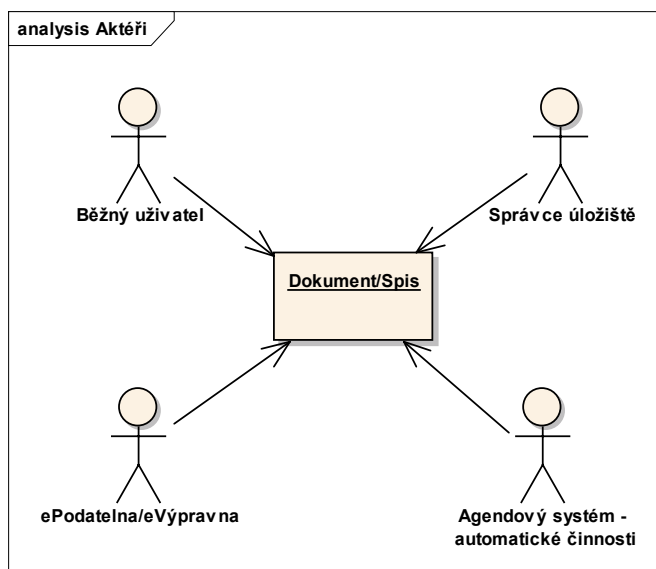 analysis Aktéři
Běžný uživatel
Správce úložiště
Dokument/Spis
ePodatelna/eVýpravna
Agendový systém -
automatické činnosti